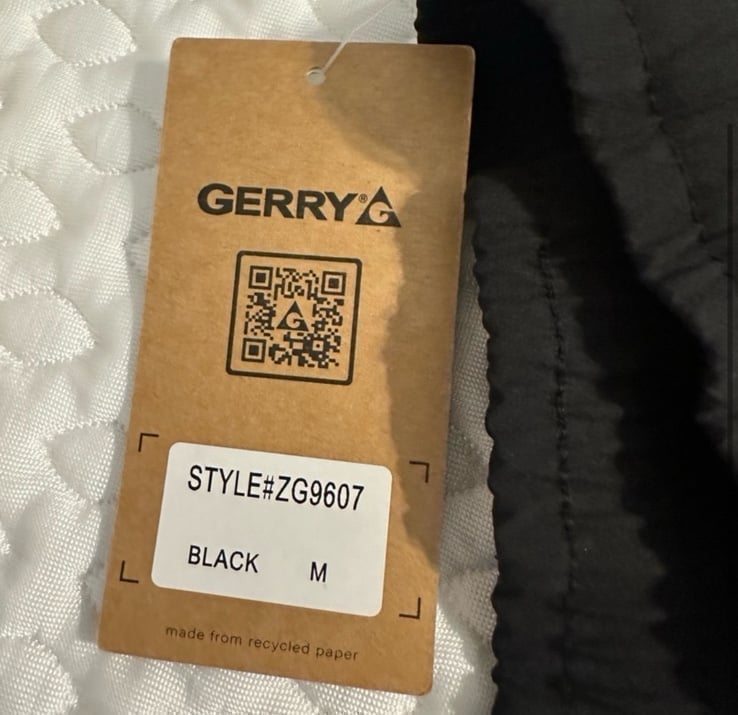 GERRY®
STYLE#ZG9607
BLACK M
made from recycled paper